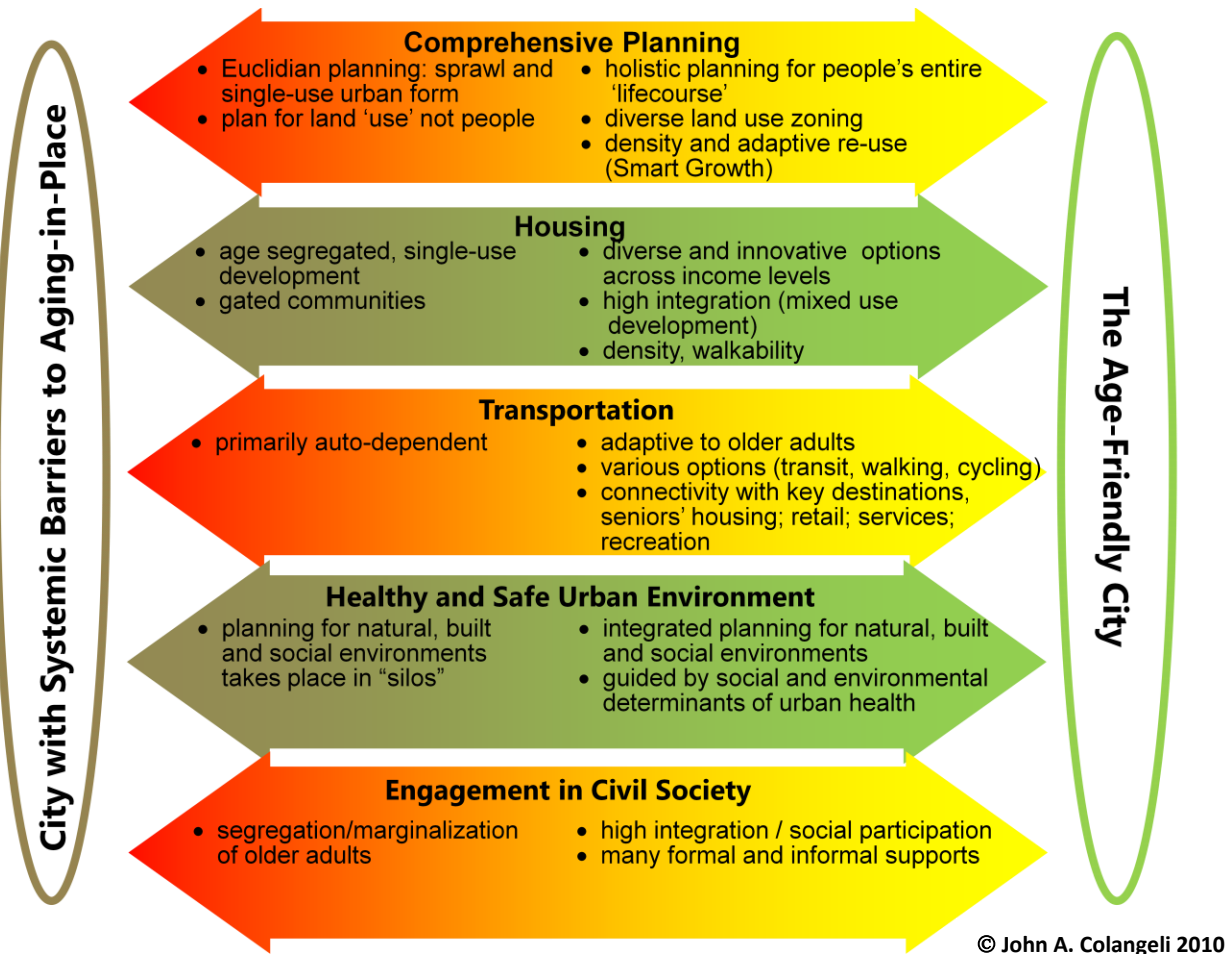 City with Systemic Barriers to Aging-in-Place
Comprehensive Planning
• Euclidian planning: sprawl and
single-use urban form
• plan for land ‘use’ not people
• holistic planning for people’s entire
‘lifecourse’
• diverse land use zoning
• density and adaptive re-use
(Smart Growth)
Housing
• age segregated, single-use
development
• gated communities
• diverse and innovative options
across income levels
• high integration (mixed use
development)
• density, walkability
Transportation
• primarily auto-dependent
• adaptive to older adults
• various options (transit, walking, cycling)
• connectivity with key destinations,
seniors’ housing; retail; services;
recreation
Healthy and Safe Urban Environment
• planning for natural, built
and social environments
takes place in “silos”
• integrated planning for natural, built
and social environments
• guided by social and environmental
determinants of urban health
Engagement in Civil Society
• segregation/marginalization
of older adults
• high integration / social participation
• many formal and informal supports
The Age-Friendly City
© John A. Colangeli 2010